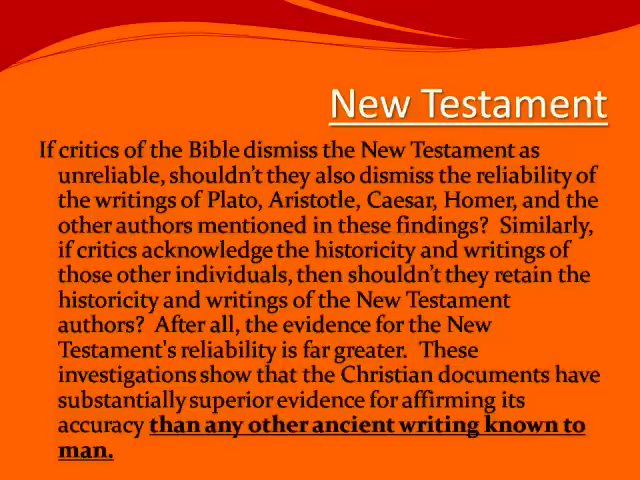 New Testament
If critics of the Bible dismiss the New Testament as
unreliable, shouldn't they also dismiss the reliability of
the writings of Plato, Aristotle, Caesar, Homer, and the
other authors mentioned in these findings?  Similarly,
if critics acknowledge the historicity and writings of
those other individuals, then shouldn't they retain the
historicity and writings of the New Testament
authors?  After all, the evidence for the New
Testament's reliability is far greater.  These
investigations show that the Christian documents have
substantially superior evidence for affirming its
accuracy than any other ancient writing known to
man.